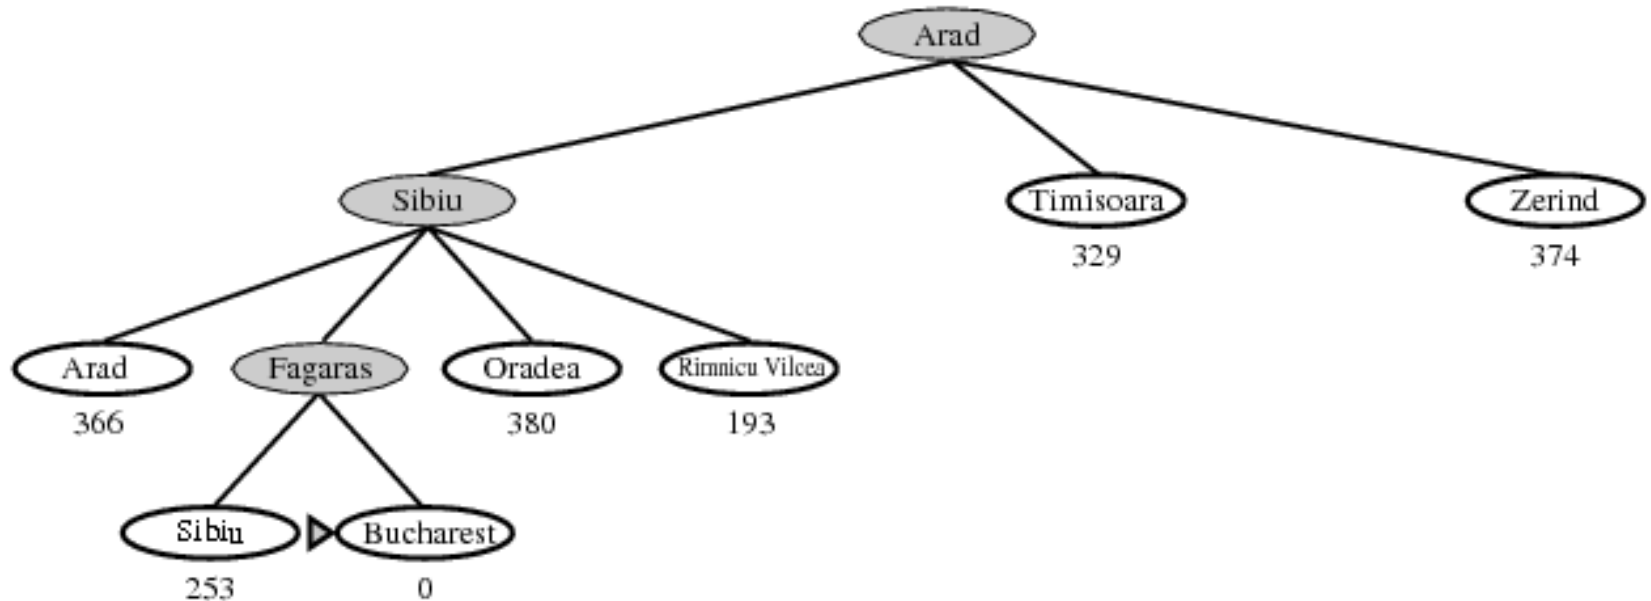 Arad
Sibiu Timisoara Zerind
329 374
Arad Fagaras Oradea Rimnicu Vilcea
366 380 193
Sibiu Bucharest
253 0